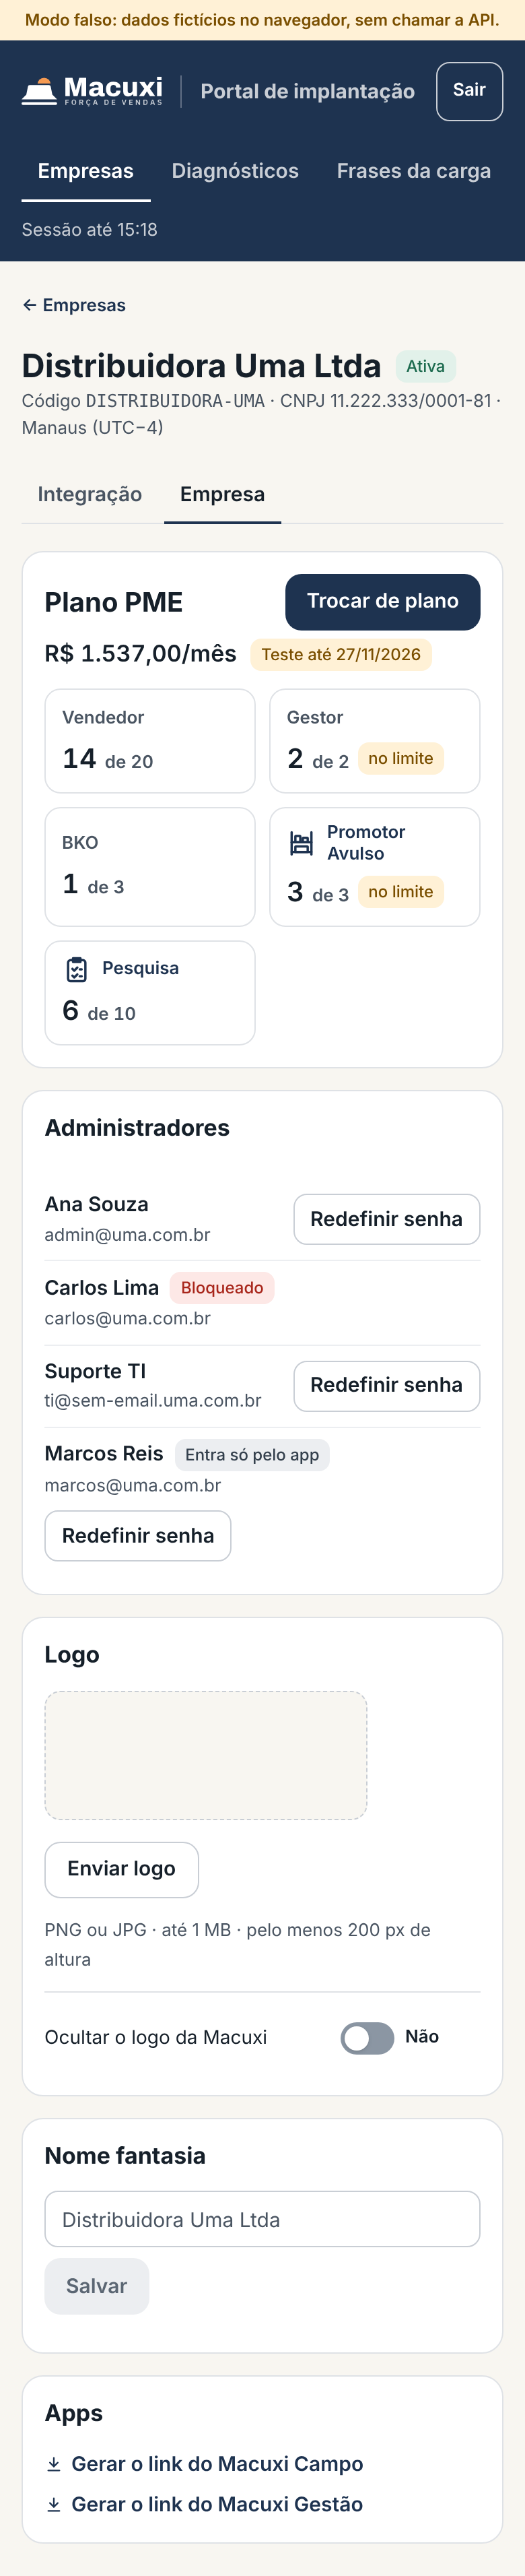 Modo falso: dados fictícios no navegador, sem chamar a API.
Macuxi
FORÇA DE VENDAS
Portal de implantação
Sair
Empresas
Diagnósticos
Frases da carga
Sessão até 15:18
← Empresas
Distribuidora Uma Ltda
Ativa
Código DISTRIBUIDORA-UMA · CNPJ 11.222.333/0001-81 ·
Manaus (UTC−4)
Integração
Empresa
Plano PME
Trocar de plano
R$ 1.537,00/mês
Teste até 27/11/2026
Vendedor
14 de 20
Gestor
2 de 2 no limite
BKO
1 de 3
Promotor
Avulso
3 de 3 no limite
Pesquisa
6 de 10
Administradores
Ana Souza
admin@uma.com.br
Redefinir senha
Carlos Lima Bloqueado
carlos@uma.com.br
Suporte TI
ti@sem-email.uma.com.br
Redefinir senha
Marcos Reis Entra só pelo app
marcos@uma.com.br
Redefinir senha
Logo
Enviar logo
PNG ou JPG · até 1 MB · pelo menos 200 px de
altura
Ocultar o logo da Macuxi
Não
Nome fantasia
Distribuidora Uma Ltda
Salvar
Apps
Gerar o link do Macuxi Campo
Gerar o link do Macuxi Gestão